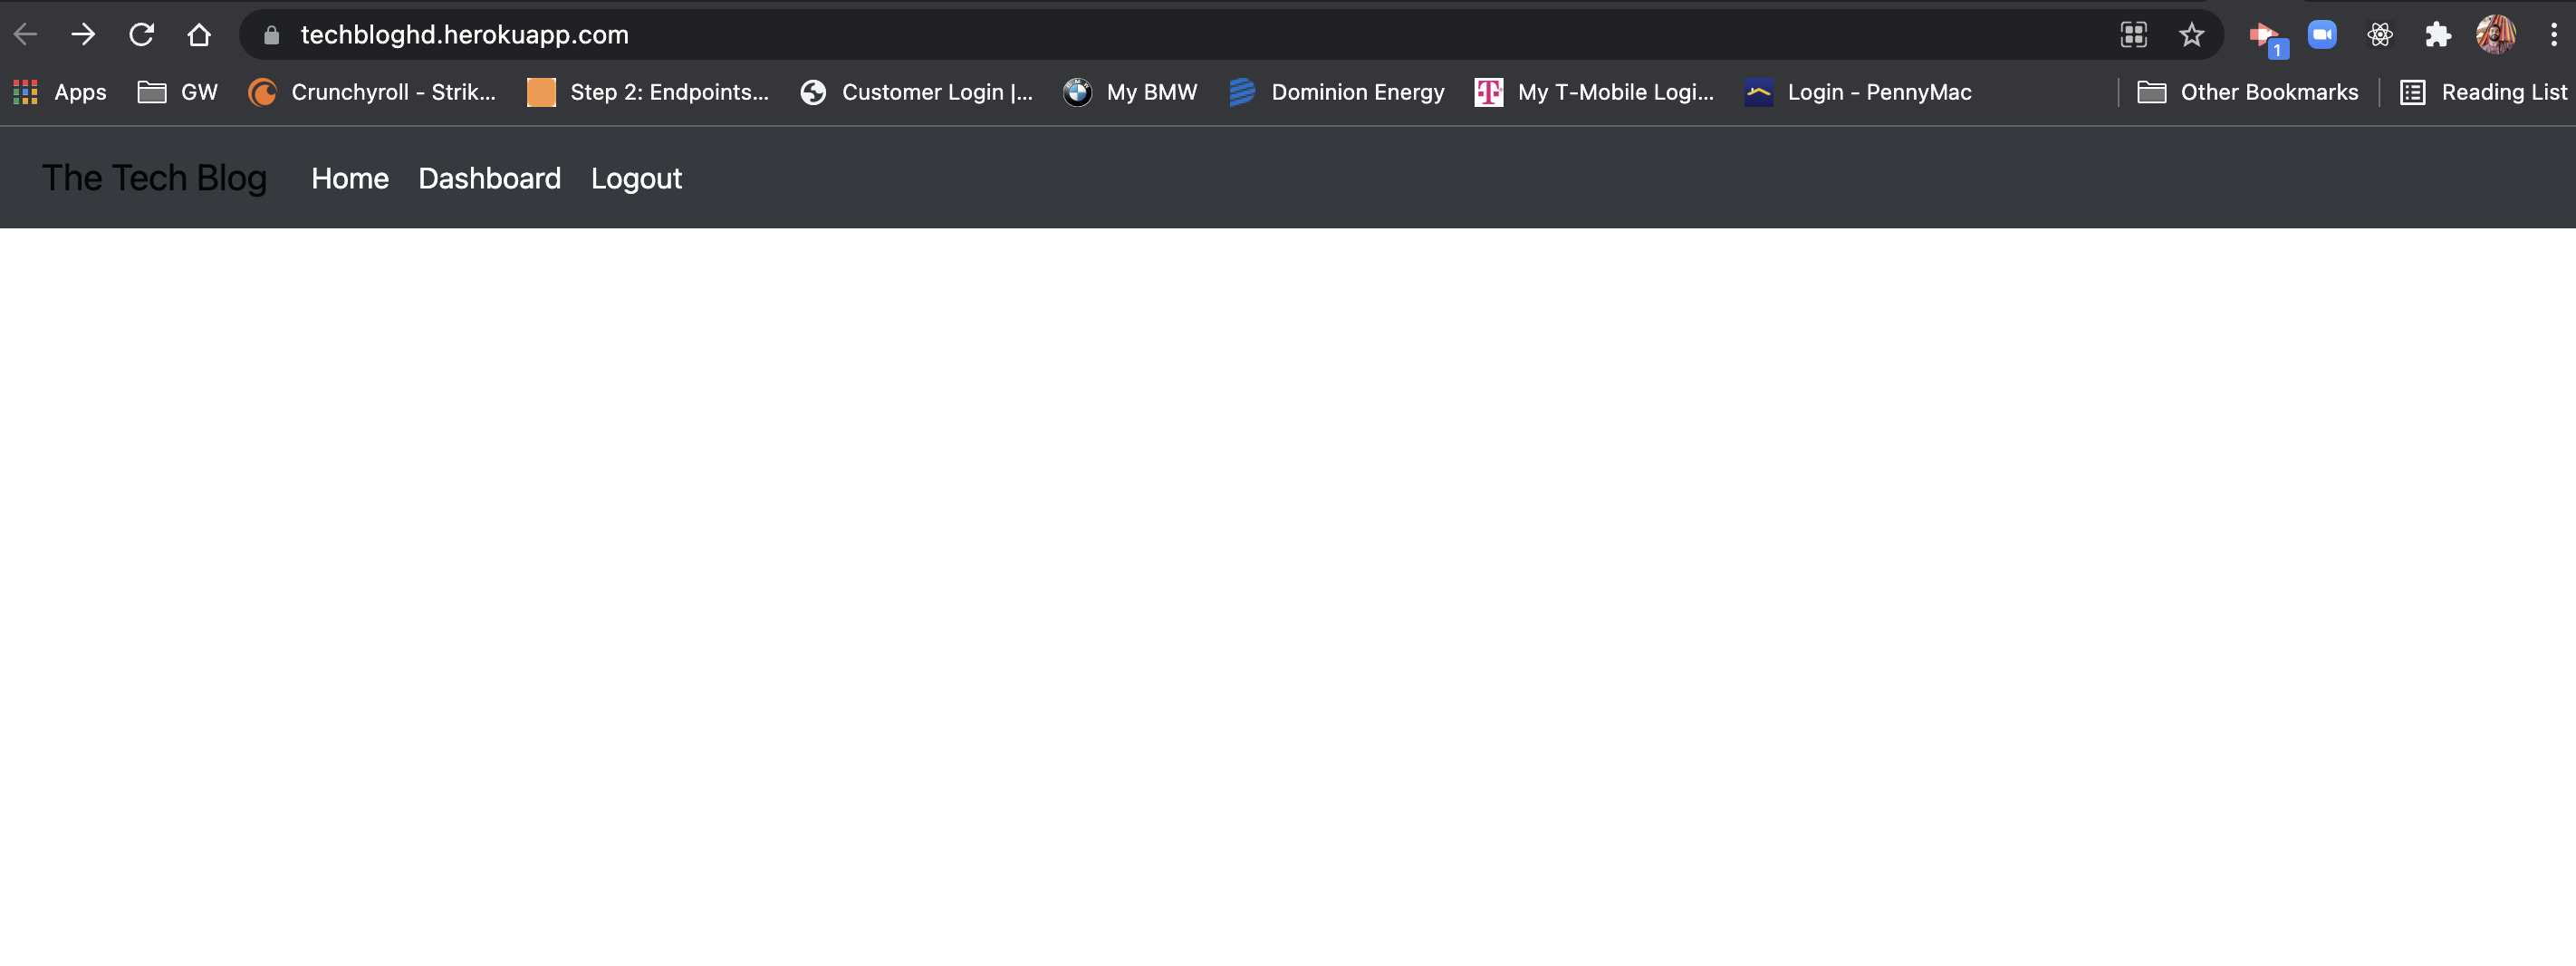 techbloghd.herokuapp.com
1
Apps GW Crunchyroll - Strik... Step 2: Endpoints... Customer Login |... My BMW Dominion Energy My T-Mobile Logi... Login - PennyMac Other Bookmarks Reading List
The Tech Blog Home Dashboard Logout